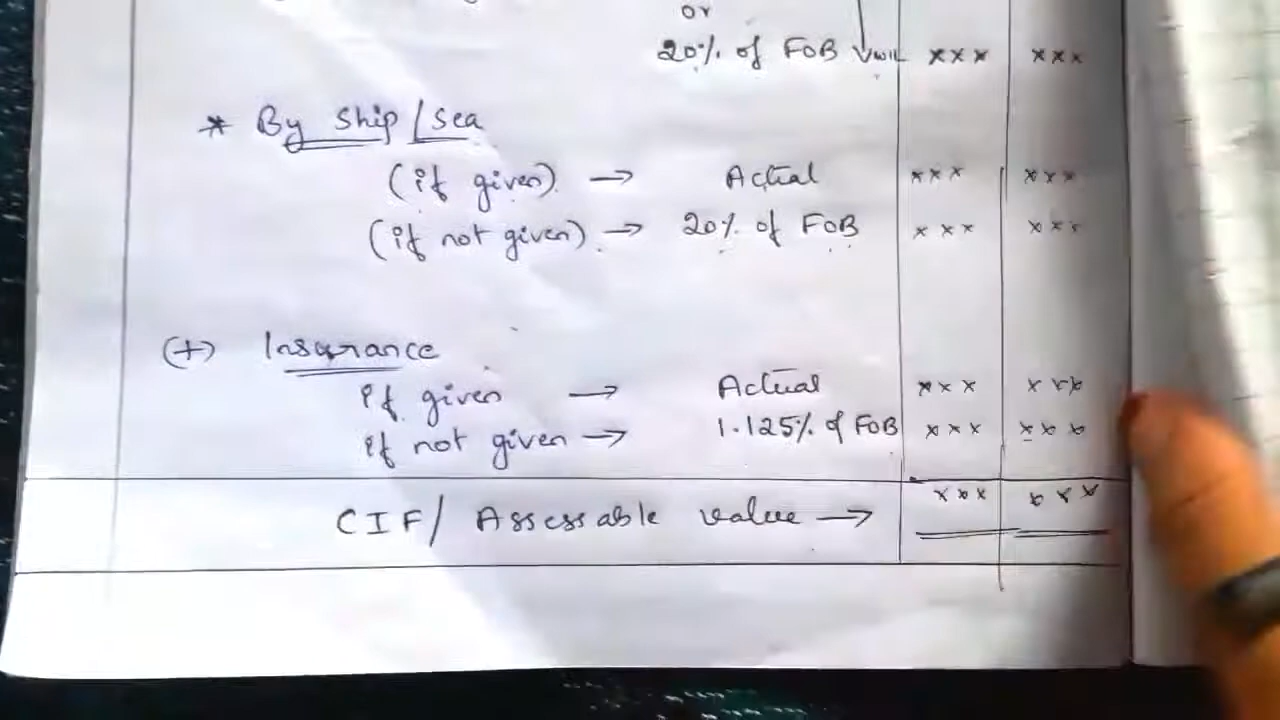 or
20% of FOB ↓WIL xxx xxx
* By ship/sea
(if given) → Actual xxx xxx
(if not given) → 20% of FOB xxx xxx
(+) Insurance
if given → Actual xxx xxx
if not given → 1.125% of FOB xxx xxx
CIF/ Assessable value → xxx xxx